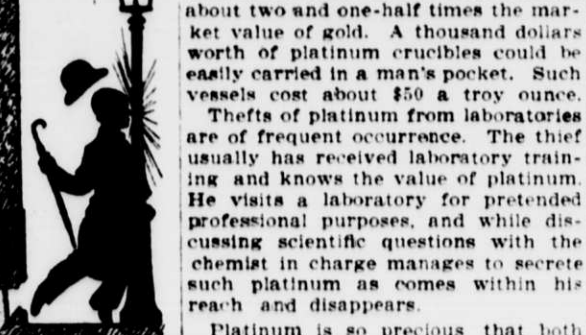 about two and one-half times the mar-
ket value of gold. A thousand dollars
worth of platinum crucibles could be
easily carried in a man's pocket. Such
vessels cost about $50 a troy ounce.
Thefts of platinum from laboratories
are of frequent occurrence. The thief
usually has received laboratory train-
ing and knows the value of platinum.
He visits a laboratory for pretended
professional purposes, and while dis-
cussing scientific questions with the
chemist in charge manages to secrete
such platinum as comes within his
reach and disappears.
Platinum is so precious that both